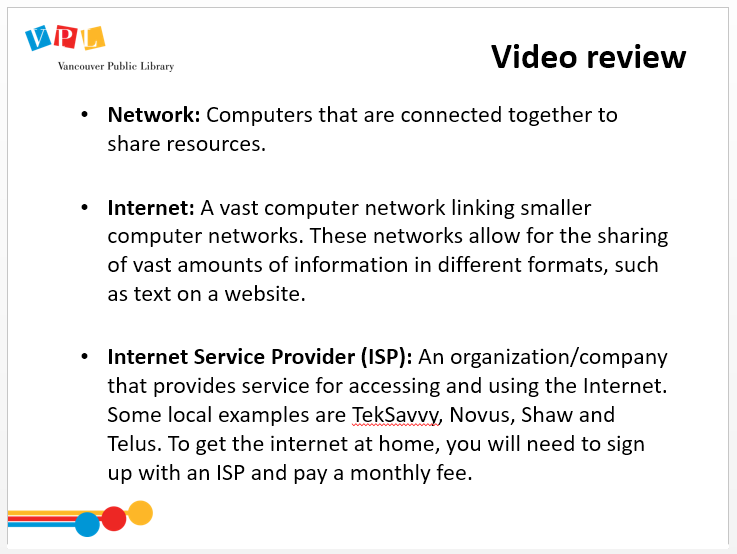 VPL
Vancouver Public Library
Video review
• Network: Computers that are connected together to
share resources.
• Internet: A vast computer network linking smaller
computer networks. These networks allow for the sharing
of vast amounts of information in different formats, such
as text on a website.
• Internet Service Provider (ISP): An organization/company
that provides service for accessing and using the Internet.
Some local examples are TekSavvy, Novus, Shaw and
Telus. To get the internet at home, you will need to sign
up with an ISP and pay a monthly fee.